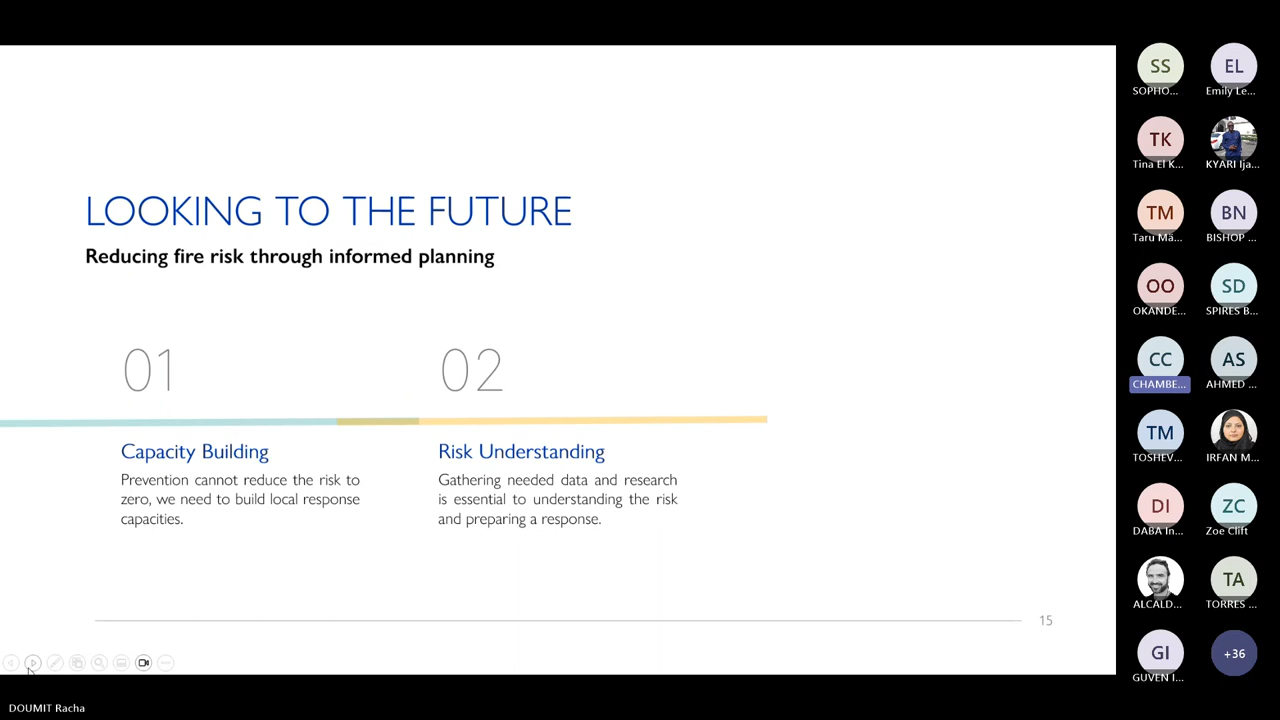 LOOKING TO THE FUTURE
Reducing fire risk through informed planning
01
02
Capacity Building
Prevention cannot reduce the risk to
zero, we need to build local response
capacities.
Risk Understanding
Gathering needed data and research
is essential to understanding the risk
and preparing a response.
15
DOUMIT Racha
SS
SOPHO...
EL
Emily Le...
TK
Tina El K...
KYARI Ija...
TM
Taru Mä...
BN
BISHOP ...
OO
OKANDE...
SD
SPIRES B...
CC
CHAMBE...
AS
AHMED ...
TM
TOSHEV...
IRFAN M...
DI
DABA In...
ZC
Zoe Clift
ALCALD...
TA
TORRES ...
GI
GUVEN I...
+36